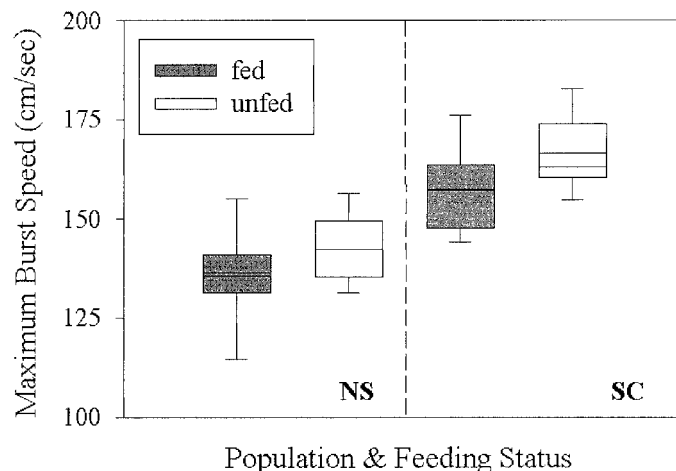 200
175
150
125
100
Maximum Burst Speed (cm/sec)
fed
unfed
NS
SC
Population & Feeding Status